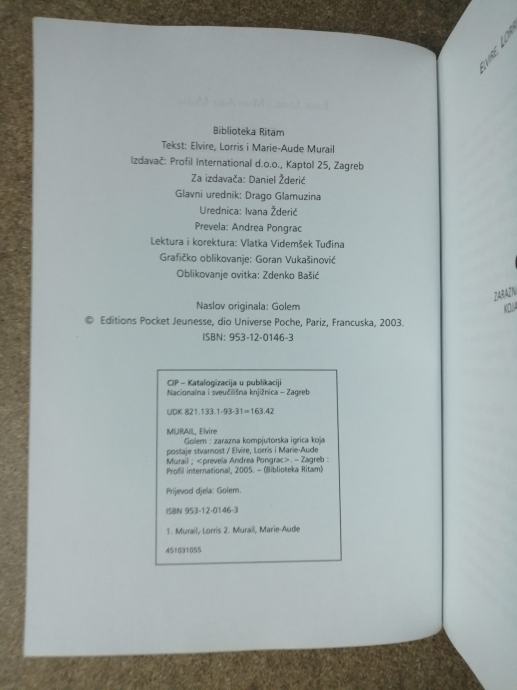 Biblioteka Ritam
Tekst: Elvire, Lorris i Marie-Aude Murail
Izdavač: Profil International d.o.o., Kaptol 25, Zagreb
Za izdavača: Daniel Žderić
Glavni urednik: Drago Glamuzina
Urednica: Ivana Žderić
Prevela: Andrea Pongrac
Lektura i korektura: Vlatka Videmšek Tuđina
Grafičko oblikovanje: Goran Vukašinović
Oblikovanje ovitka: Zdenko Bašić
Naslov originala: Golem
© Editions Pocket Jeunesse, dio Universe Poche, Pariz, Francuska, 2003.
ISBN: 953-12-0146-3
CIP – Katalogizacija u publikaciji
Nacionalna i sveučilišna knjižnica – Zagreb
UDK 821.133.1-93-31=163.42
MURAIL, Elvire
Golem : zarazna kompjutorska igrica koja
postaje stvarnost / Elvire, Lorris i Marie-Aude
Murail ; <prevela Andrea Pongrac>. – Zagreb :
Profil international, 2005. – (Biblioteka Ritam)
Prijevod djela: Golem.
ISBN 953-12-0146-3
1. Murail, Lorris 2. Murail, Marie-Aude
451031055
ELVIRE,
KOJA